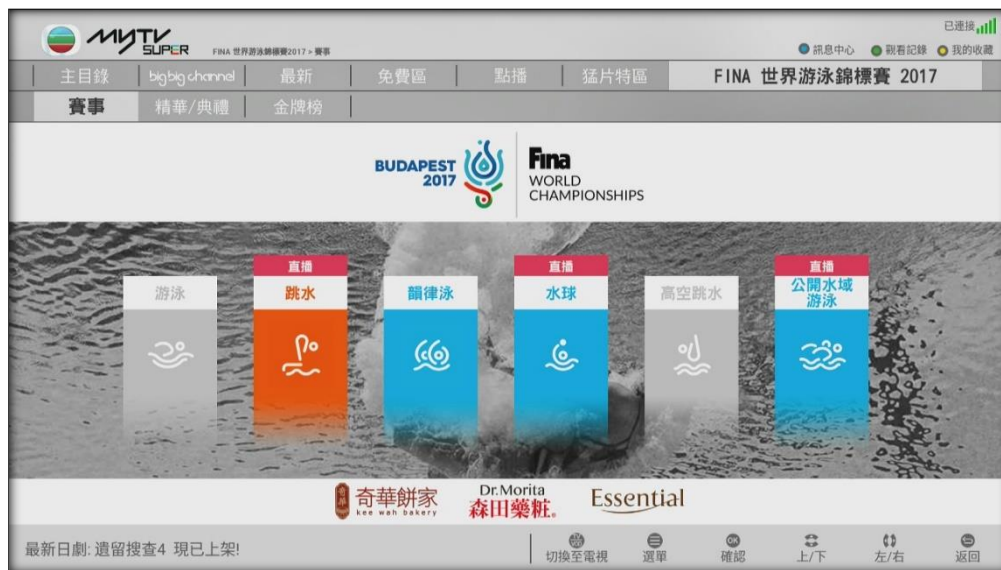 已連接
myTV
SUPER
FINA 世界游泳錦標賽2017 > 賽事
訊息中心 觀看記錄 我的收藏
主目錄 big big channel 最新 免費區 點播 猛片特區 FINA 世界游泳錦標賽 2017
賽事 精華/典禮 金牌榜
BUDAPEST
2017
Fina
WORLD
CHAMPIONSHIPS
直播 直播 直播
游泳 跳水 韻律泳 水球 高空跳水 公開水域
游泳
奇華餅家
kee wah bakery
Dr.Morita
森田藥粧
Essential
最新日劇: 遺留搜查4 現已上架!
OK
切換至電視 選單 確認 上/下 左/右 返回